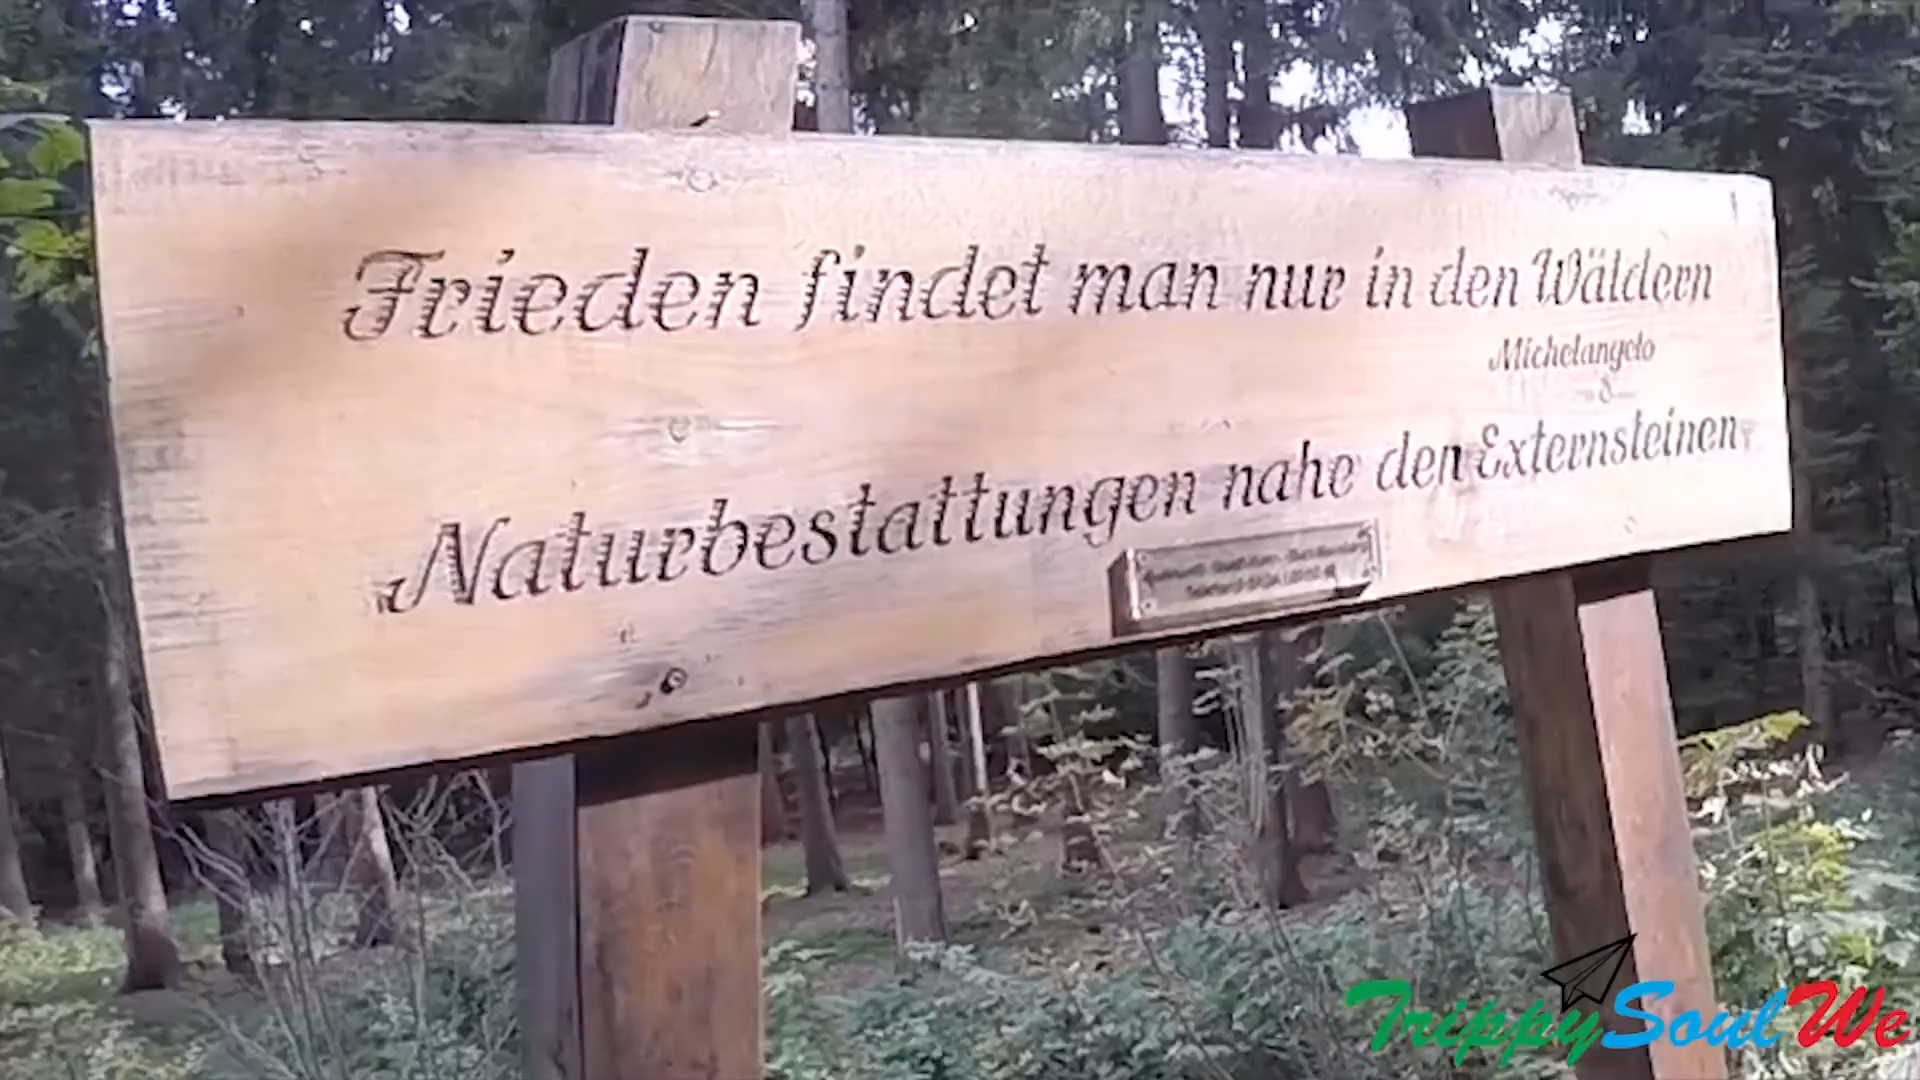 Frieden findet man nur in den Wäldern
Michelangelo
Naturbestattungen nahe den Externsteinen
TrippySoulWe